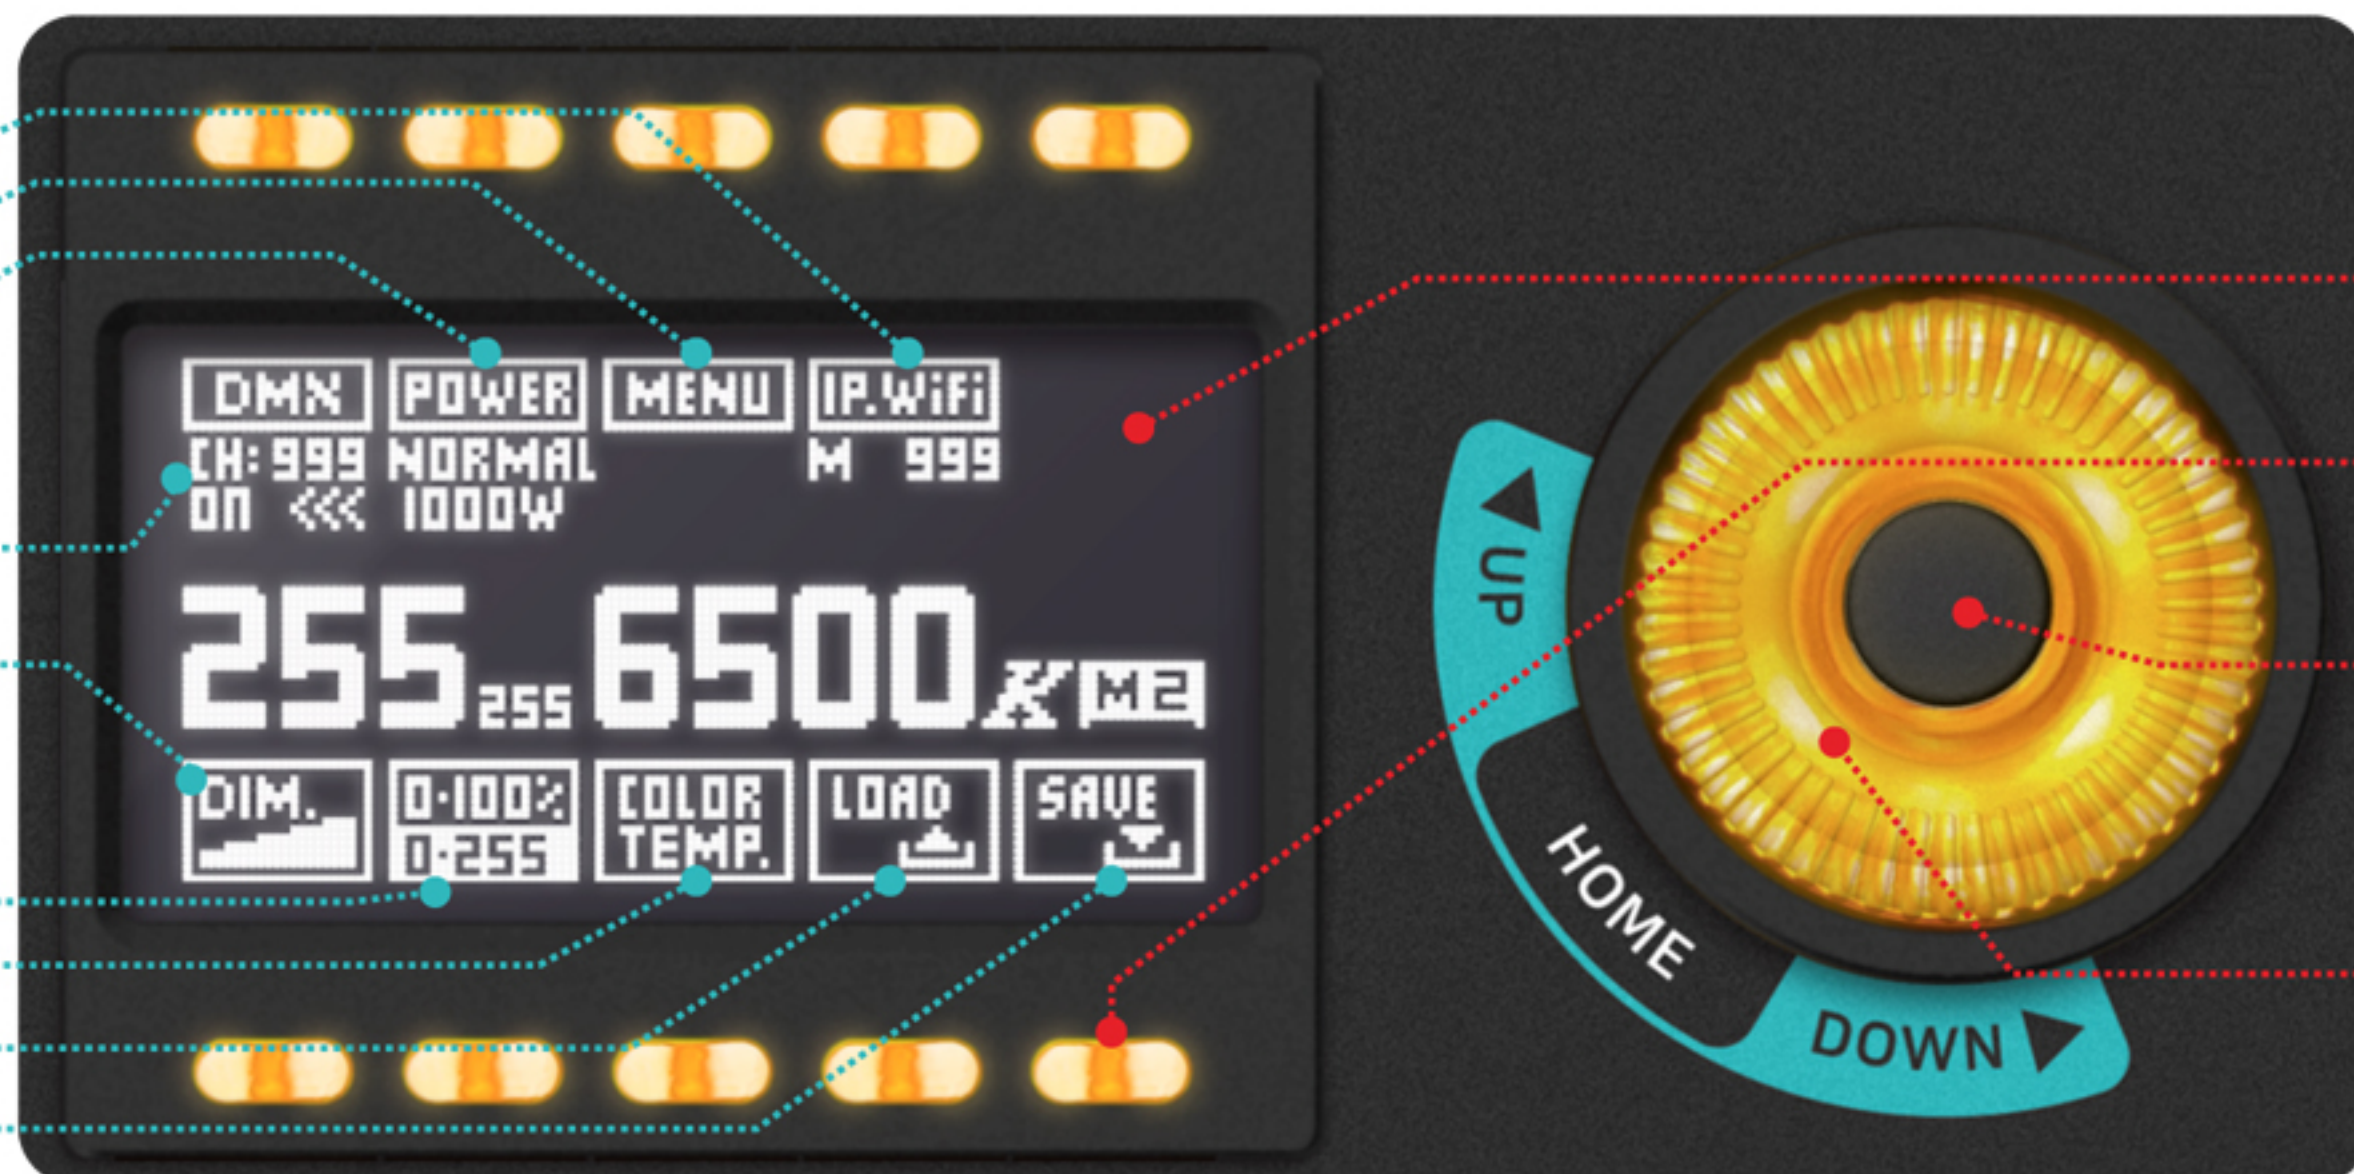 DMX POWER MENU IP.WiFi
CH:999 NORMAL M 999
ON <<< 1000W
255 255 6500K M2
DIM. 0·100% COLOR LOAD SAVE
0·255 TEMP.
UP
HOME
DOWN